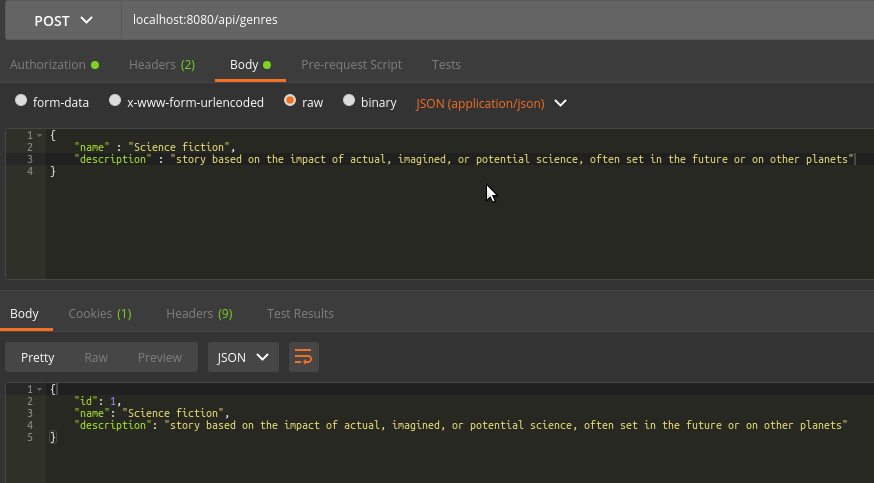 POST localhost:8080/api/genres
Authorization Headers (2) Body Pre-request Script Tests
form-data x-www-form-urlencoded raw binary JSON (application/json)
1 {
2 "name" : "Science fiction",
3 "description" : "story based on the impact of actual, imagined, or potential science, often set in the future or on other planets"
4 }
Body Cookies (1) Headers (9) Test Results
Pretty Raw Preview JSON
1 {
2 "id": 1,
3 "name": "Science fiction",
4 "description": "story based on the impact of actual, imagined, or potential science, often set in the future or on other planets"
5 }